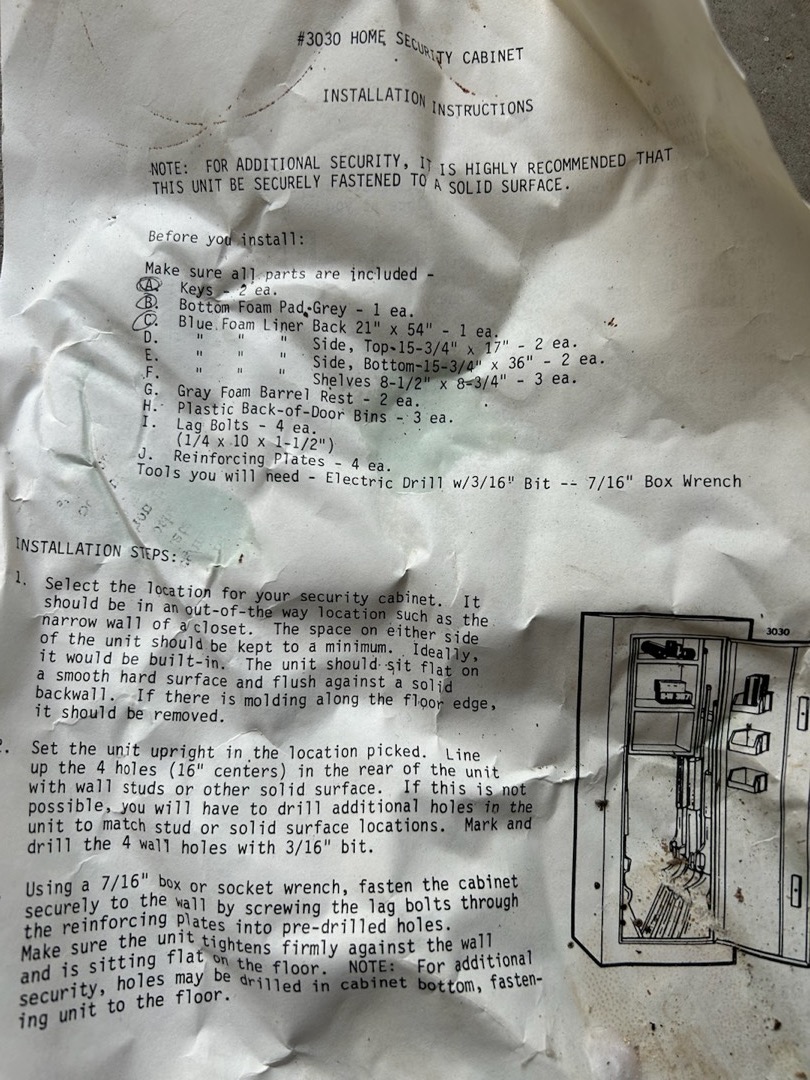 #3030 HOME SECURITY CABINET
INSTALLATION INSTRUCTIONS
NOTE: FOR ADDITIONAL SECURITY, IT IS HIGHLY RECOMMENDED THAT
THIS UNIT BE SECURELY FASTENED TO A SOLID SURFACE.
Before you install:
Make sure all parts are included -
A. Keys - 2 ea.
B. Bottom Foam Pad, Grey - 1 ea.
C. Blue Foam Liner Back 21" x 54" - 1 ea.
D. " " " Side, Top-15-3/4" x 17" - 2 ea.
E. " " " Side, Bottom-15-3/4" x 36" - 2 ea.
F. " " " Shelves 8-1/2" x 8-3/4" - 3 ea.
G. Gray Foam Barrel Rest - 2 ea.
H. Plastic Back-of-Door Bins - 3 ea.
I. Lag Bolts - 4 ea.
(1/4 x 10 x 1-1/2")
J. Reinforcing Plates - 4 ea.
Tools you will need - Electric Drill w/3/16" Bit -- 7/16" Box Wrench
INSTALLATION STEPS:
1. Select the location for your security cabinet. It
should be in an out-of-the way location such as the
narrow wall of a closet. The space on either side
of the unit should be kept to a minimum. Ideally,
it would be built-in. The unit should sit flat on
a smooth hard surface and flush against a solid
backwall. If there is molding along the floor edge,
it should be removed.
3030
2. Set the unit upright in the location picked. Line
up the 4 holes (16" centers) in the rear of the unit
with wall studs or other solid surface. If this is not
possible, you will have to drill additional holes in the
unit to match stud or solid surface locations. Mark and
drill the 4 wall holes with 3/16" bit.
Using a 7/16" box or socket wrench, fasten the cabinet
securely to the wall by screwing the lag bolts through
the reinforcing plates into pre-drilled holes.
Make sure the unit tightens firmly against the wall
and is sitting flat on the floor. NOTE: For additional
security, holes may be drilled in cabinet bottom, fasten-
ing unit to the floor.